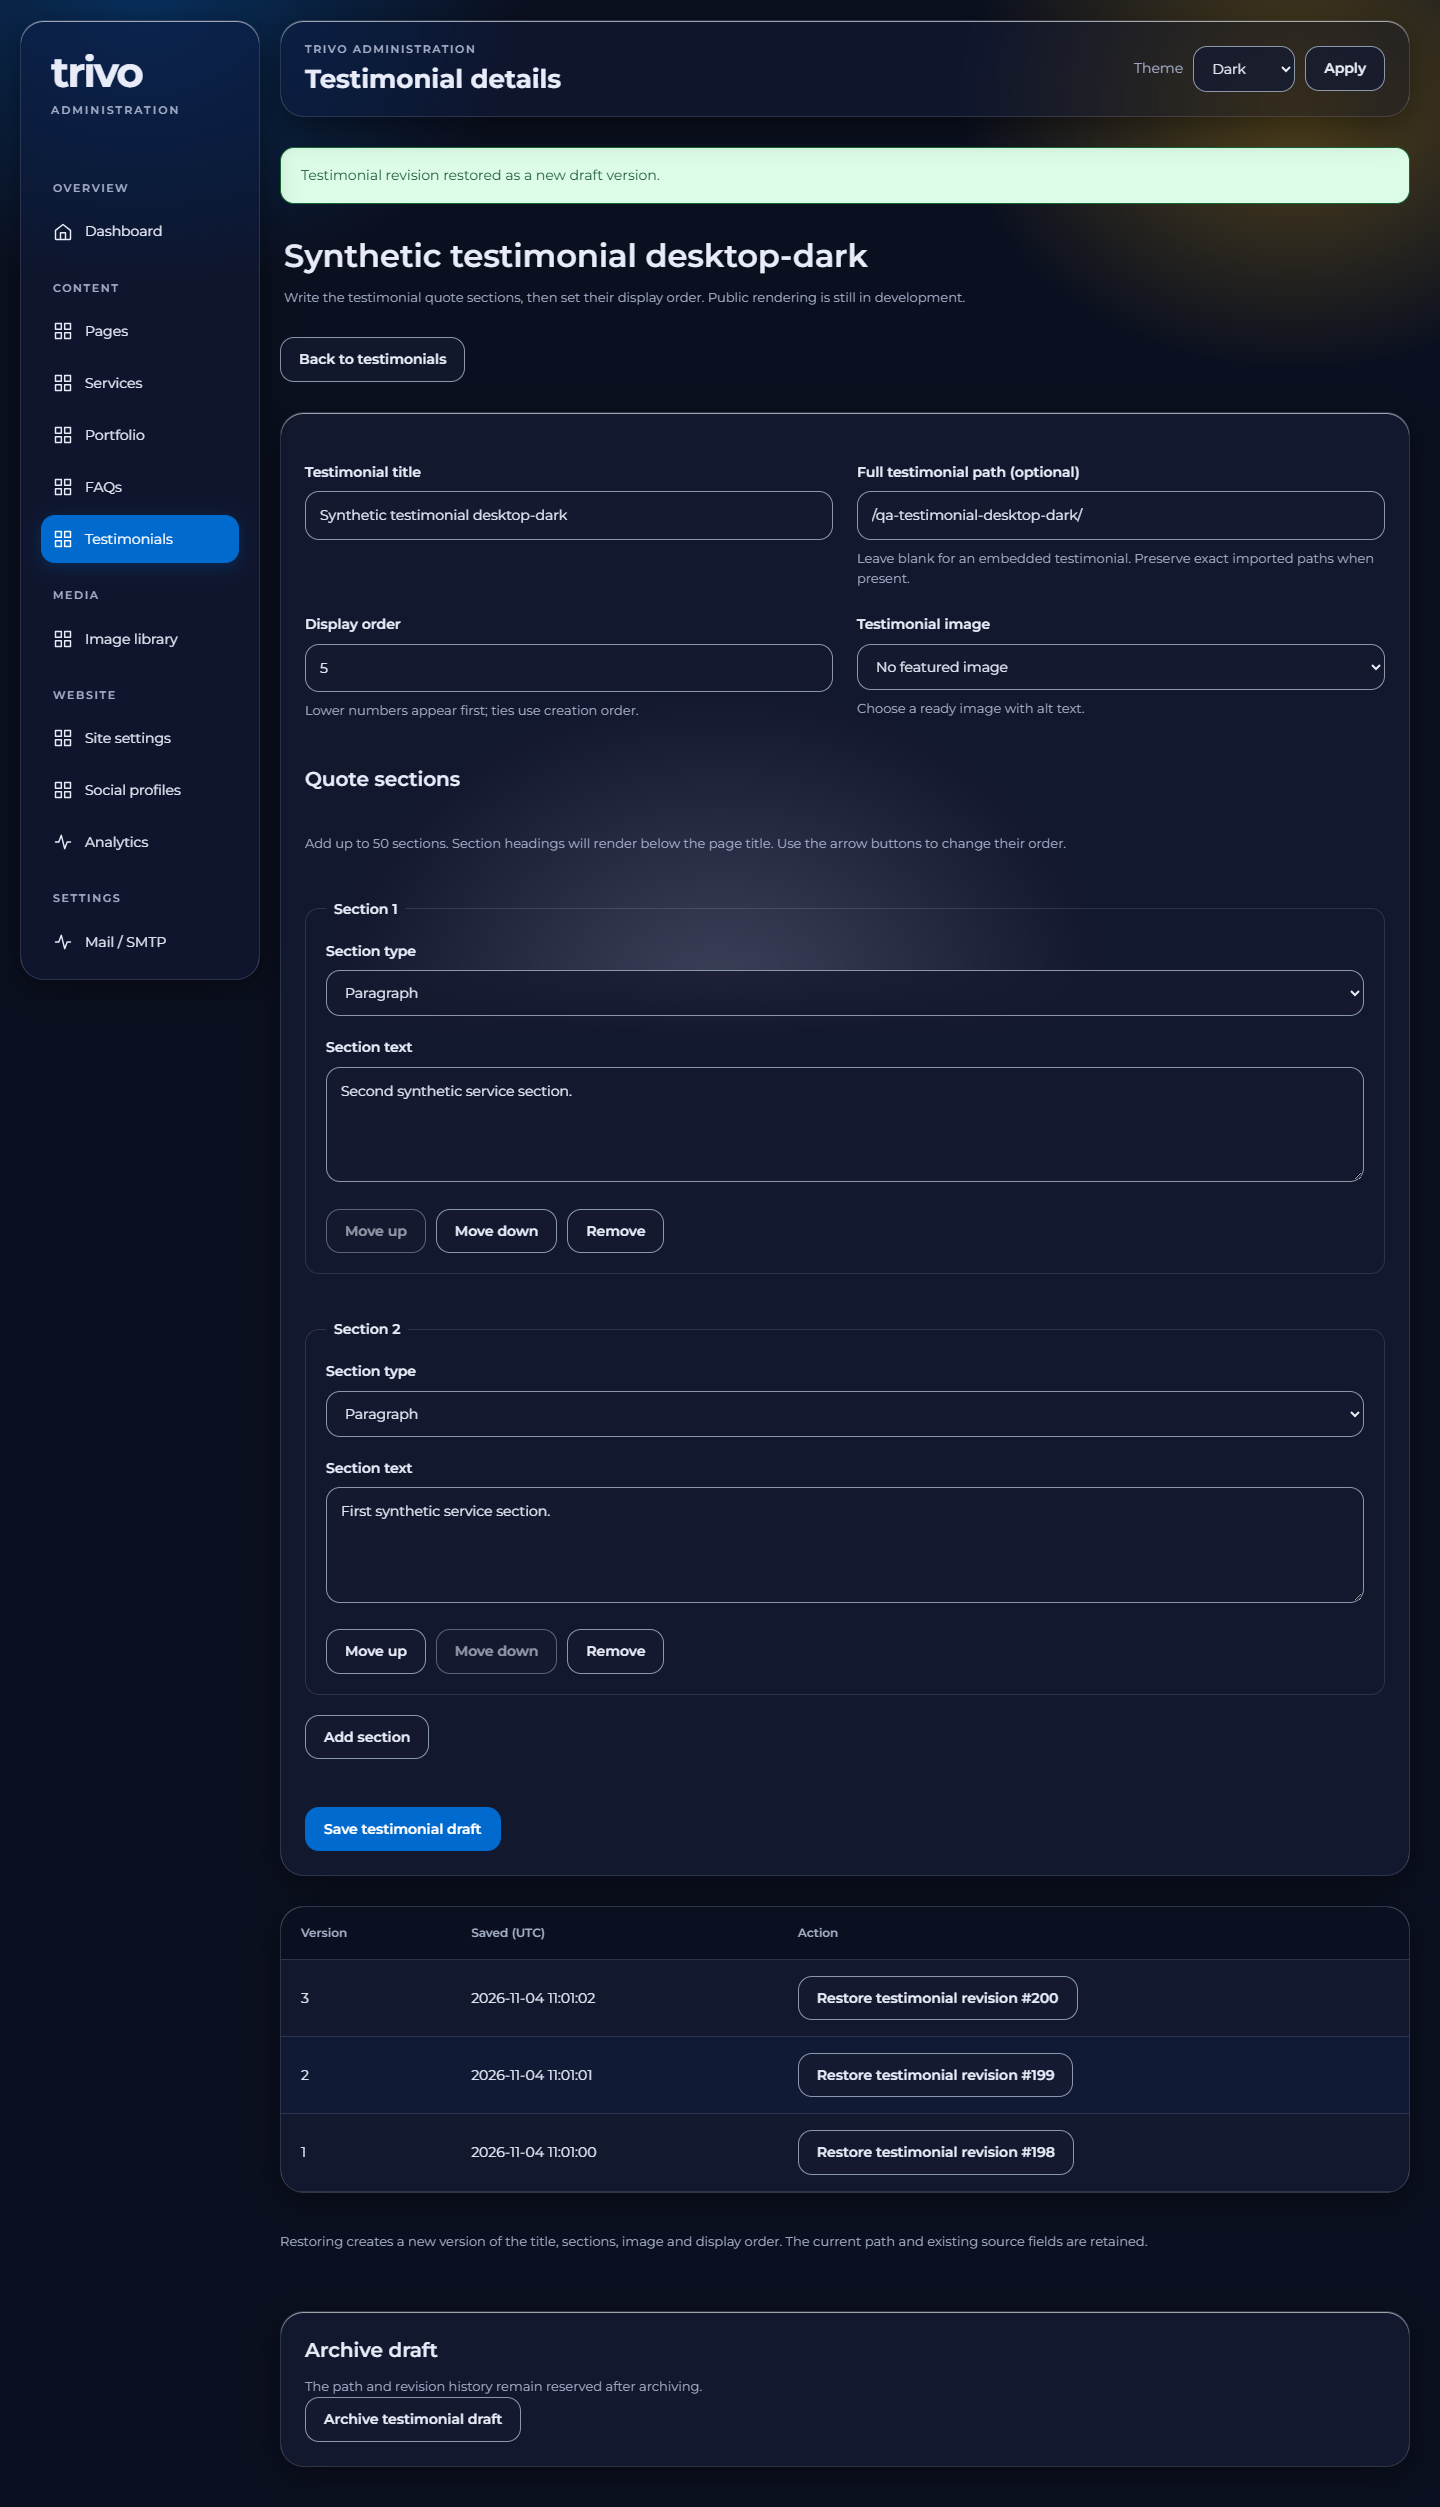 trivo
ADMINISTRATION
OVERVIEW
Dashboard
CONTENT
Pages
Services
Portfolio
FAQs
Testimonials
MEDIA
Image library
WEBSITE
Site settings
Social profiles
Analytics
SETTINGS
Mail / SMTP
TRIVO ADMINISTRATION
Testimonial details
Theme
Dark
Apply
Testimonial revision restored as a new draft version.
Synthetic testimonial desktop-dark
Write the testimonial quote sections, then set their display order. Public rendering is still in development.
Back to testimonials
Testimonial title
Synthetic testimonial desktop-dark
Full testimonial path (optional)
/qa-testimonial-desktop-dark/
Leave blank for an embedded testimonial. Preserve exact imported paths when
present.
Display order
5
Lower numbers appear first; ties use creation order.
Testimonial image
No featured image
Choose a ready image with alt text.
Quote sections
Add up to 50 sections. Section headings will render below the page title. Use the arrow buttons to change their order.
Section 1
Section type
Paragraph
Section text
Second synthetic service section.
Move up
Move down
Remove
Section 2
Section type
Paragraph
Section text
First synthetic service section.
Move up
Move down
Remove
Add section
Save testimonial draft
Version Saved (UTC) Action
3 2026-11-04 11:01:02 Restore testimonial revision #200
2 2026-11-04 11:01:01 Restore testimonial revision #199
1 2026-11-04 11:01:00 Restore testimonial revision #198
Restoring creates a new version of the title, sections, image and display order. The current path and existing source fields are retained.
Archive draft
The path and revision history remain reserved after archiving.
Archive testimonial draft